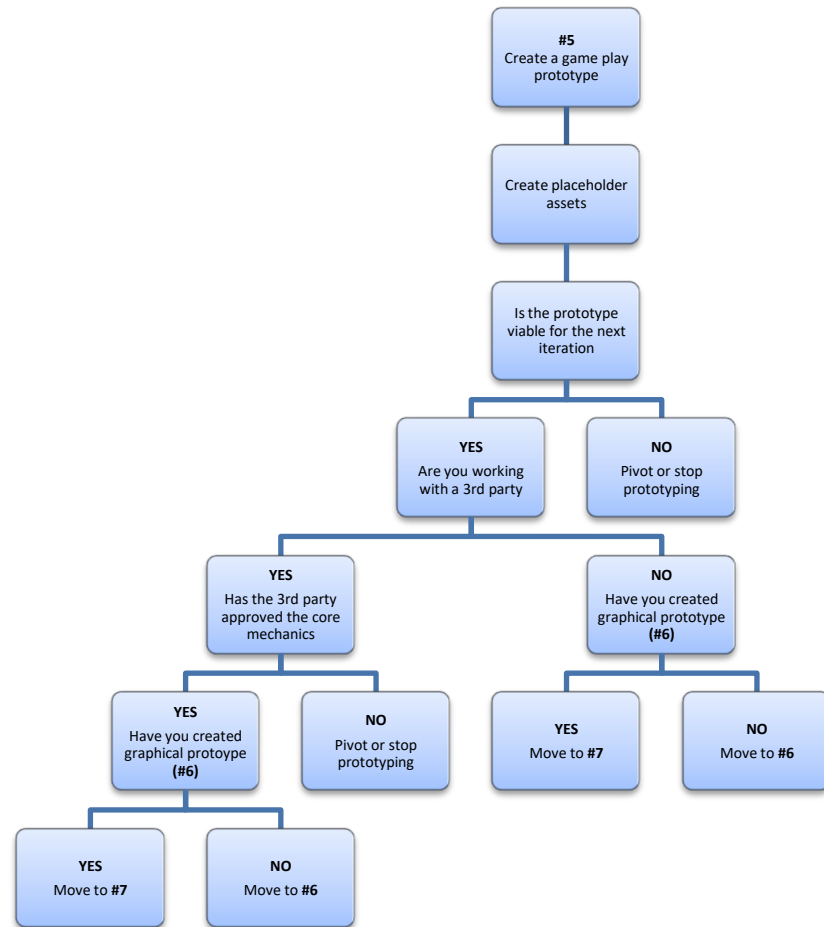 #5
Create a game play
prototype
Create placeholder
assets
Is the prototype
viable for the next
iteration
YES
Are you working
with a 3rd party
NO
Pivot or stop
prototyping
YES
Has the 3rd party
approved the core
mechanics
NO
Have you created
graphical prototype
(#6)
YES
Have you created
graphical protoype
(#6)
NO
Pivot or stop
prototyping
YES
Move to #7
NO
Move to #6
YES
Move to #7
NO
Move to #6